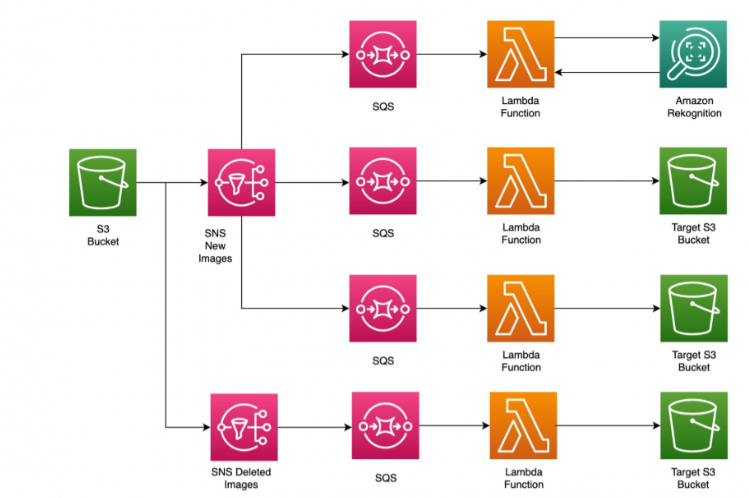 SQS
Lambda
Function
Amazon
Rekognition
S3
Bucket
SNS
New
Images
SQS
Lambda
Function
Target S3
Bucket
SQS
Lambda
Function
Target S3
Bucket
SNS Deleted
Images
SQS
Lambda
Function
Target S3
Bucket